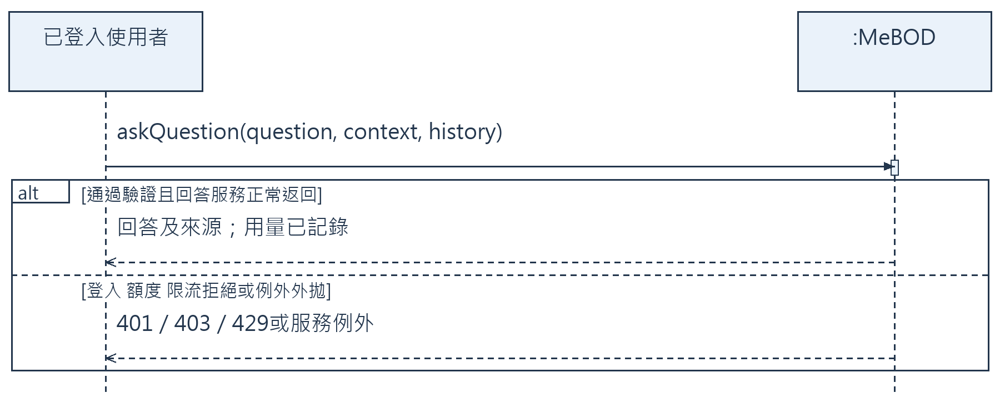 已登入使用者
:MeBOD
askQuestion(question, context, history)
alt
[通過驗證且回答服務正常返回]
回答及來源；用量已記錄
[登入 額度 限流拒絕或例外外拋]
401 / 403 / 429或服務例外